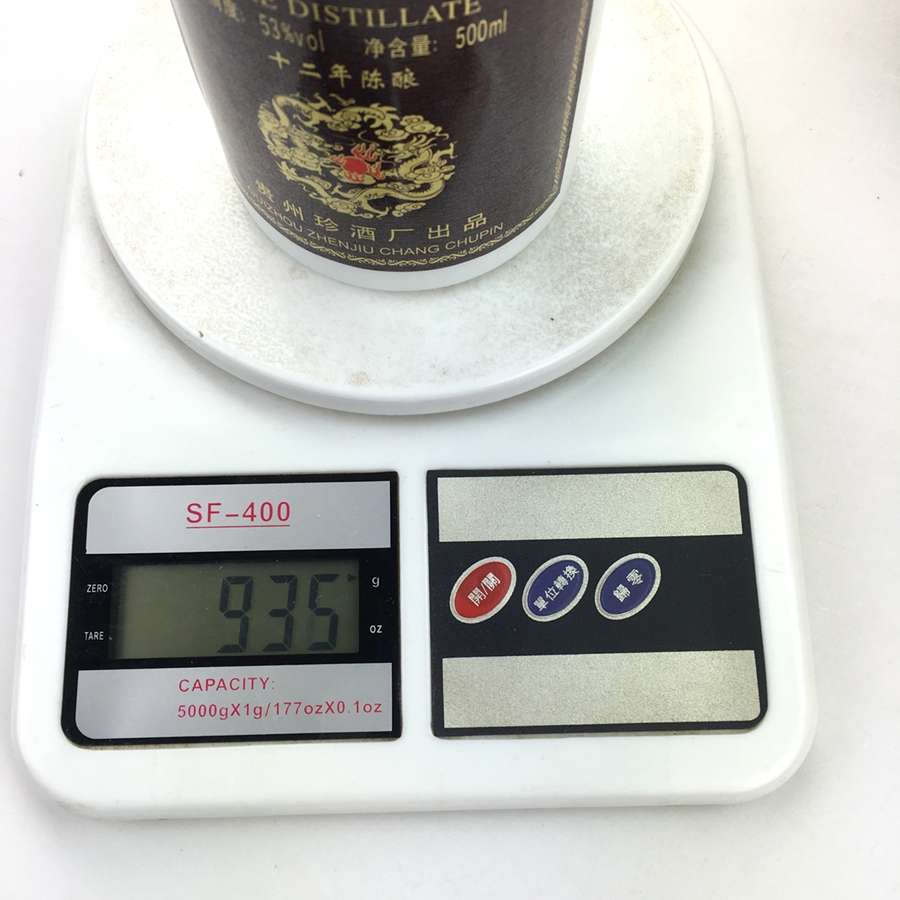 DISTILLATE
53%vol 净含量: 500ml
十二年陈酿
贵州珍酒厂出品
GUIZHOU ZHENJIU CHANG CHUPIN
SF-400
ZERO
935
g
TARE
oz
CAPACITY:
5000gX1g/177ozX0.1oz
開/關
單位轉換
歸零